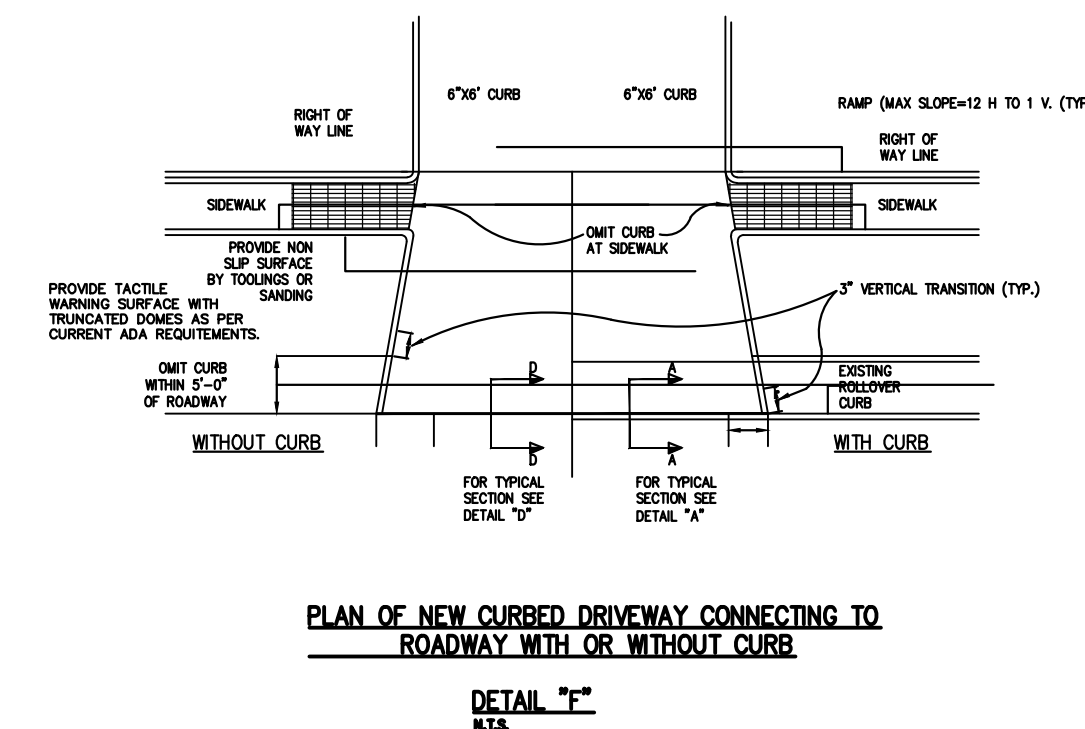 6"X6' CURB
6"X6' CURB
RAMP (MAX SLOPE=12 H TO 1 V. (TYP
RIGHT OF
WAY LINE
RIGHT OF
WAY LINE
SIDEWALK
SIDEWALK
OMIT CURB
AT SIDEWALK
PROVIDE NON
SLIP SURFACE
BY TOOLINGS OR
SANDING
PROVIDE TACTILE
WARNING SURFACE WITH
TRUNCATED DOMES AS PER
CURRENT ADA REQUITEMENTS.
3" VERTICAL TRANSITION (TYP.)
OMIT CURB
WITHIN 5'-0"
OF ROADWAY
D
A
EXISTING
ROLLOVER
CURB
WITHOUT CURB
D
A
WITH CURB
FOR TYPICAL
SECTION SEE
DETAIL "D"
FOR TYPICAL
SECTION SEE
DETAIL "A"
PLAN OF NEW CURBED DRIVEWAY CONNECTING TO
ROADWAY WITH OR WITHOUT CURB
DETAIL "F"
N.T.S.